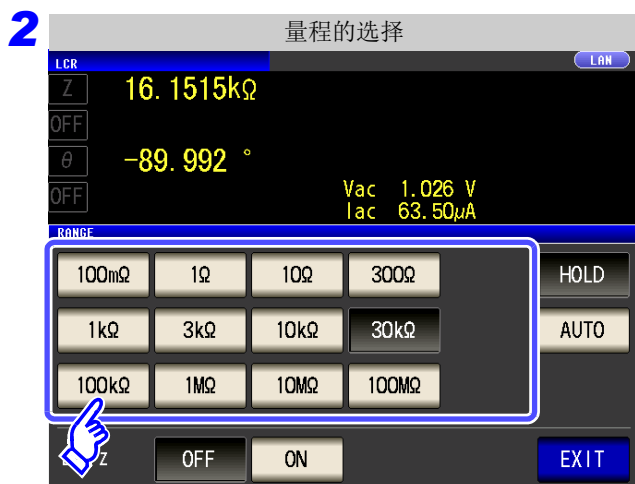 2 量程的选择
LCR LAN
Z 16.1515kΩ
OFF
θ -89.992 °
OFF Vac 1.026 V
Iac 63.50μA
RANGE
100mΩ 1Ω 10Ω 300Ω HOLD
1kΩ 3kΩ 10kΩ 30kΩ AUTO
100kΩ 1MΩ 10MΩ 100MΩ
Z OFF ON EXIT